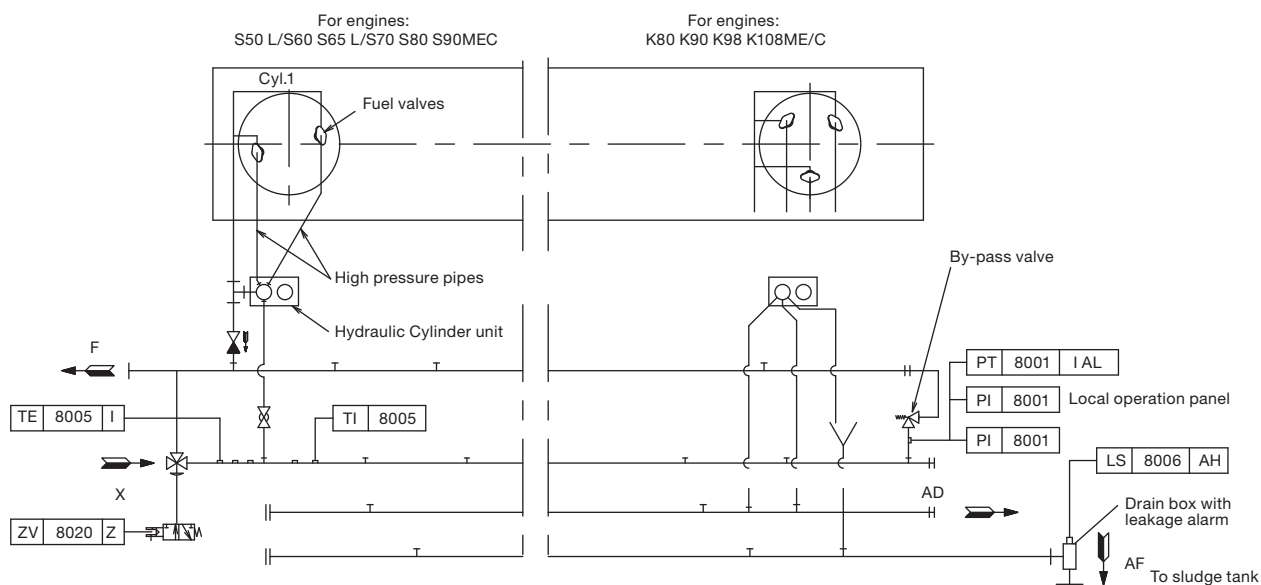 For engines:
S50 L/S60 S65 L/S70 S80 S90MEC
For engines:
K80 K90 K98 K108ME/C
Cyl.1
Fuel valves
High pressure pipes
By-pass valve
Hydraulic Cylinder unit
F
PT 8001 I AL
TE 8005 I
TI 8005
PI 8001 Local operation panel
PI 8001
LS 8006 AH
X
AD
Drain box with
leakage alarm
ZV 8020 Z
AF
To sludge tank